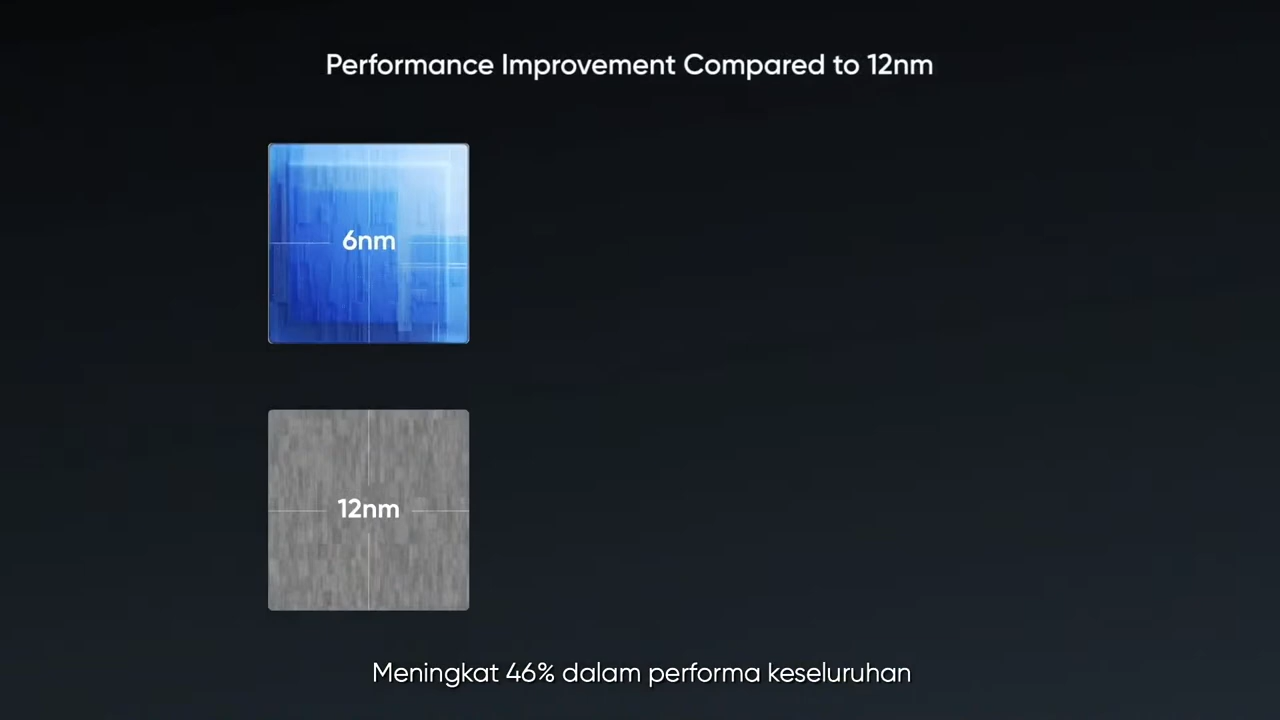 Performance Improvement Compared to 12nm
6nm
12nm
Meningkat 46% dalam performa keseluruhan